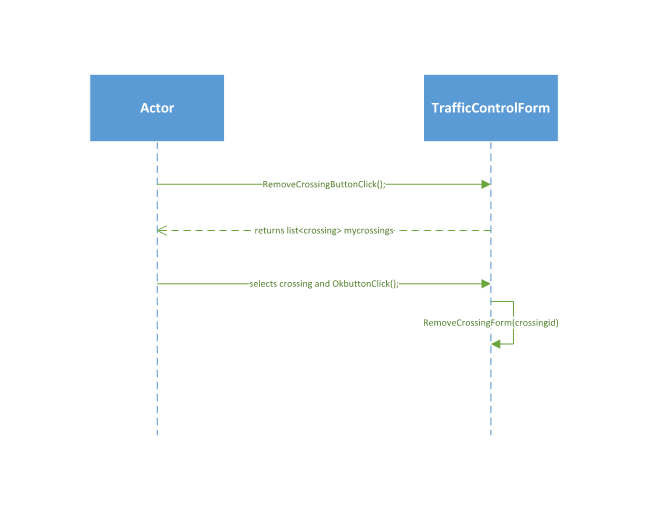 Actor
TrafficControlForm
RemoveCrossingButtonClick();
returns list<crossing> mycrossings
selects crossing and OkbuttonClick();
RemoveCrossingForm(crossingid)